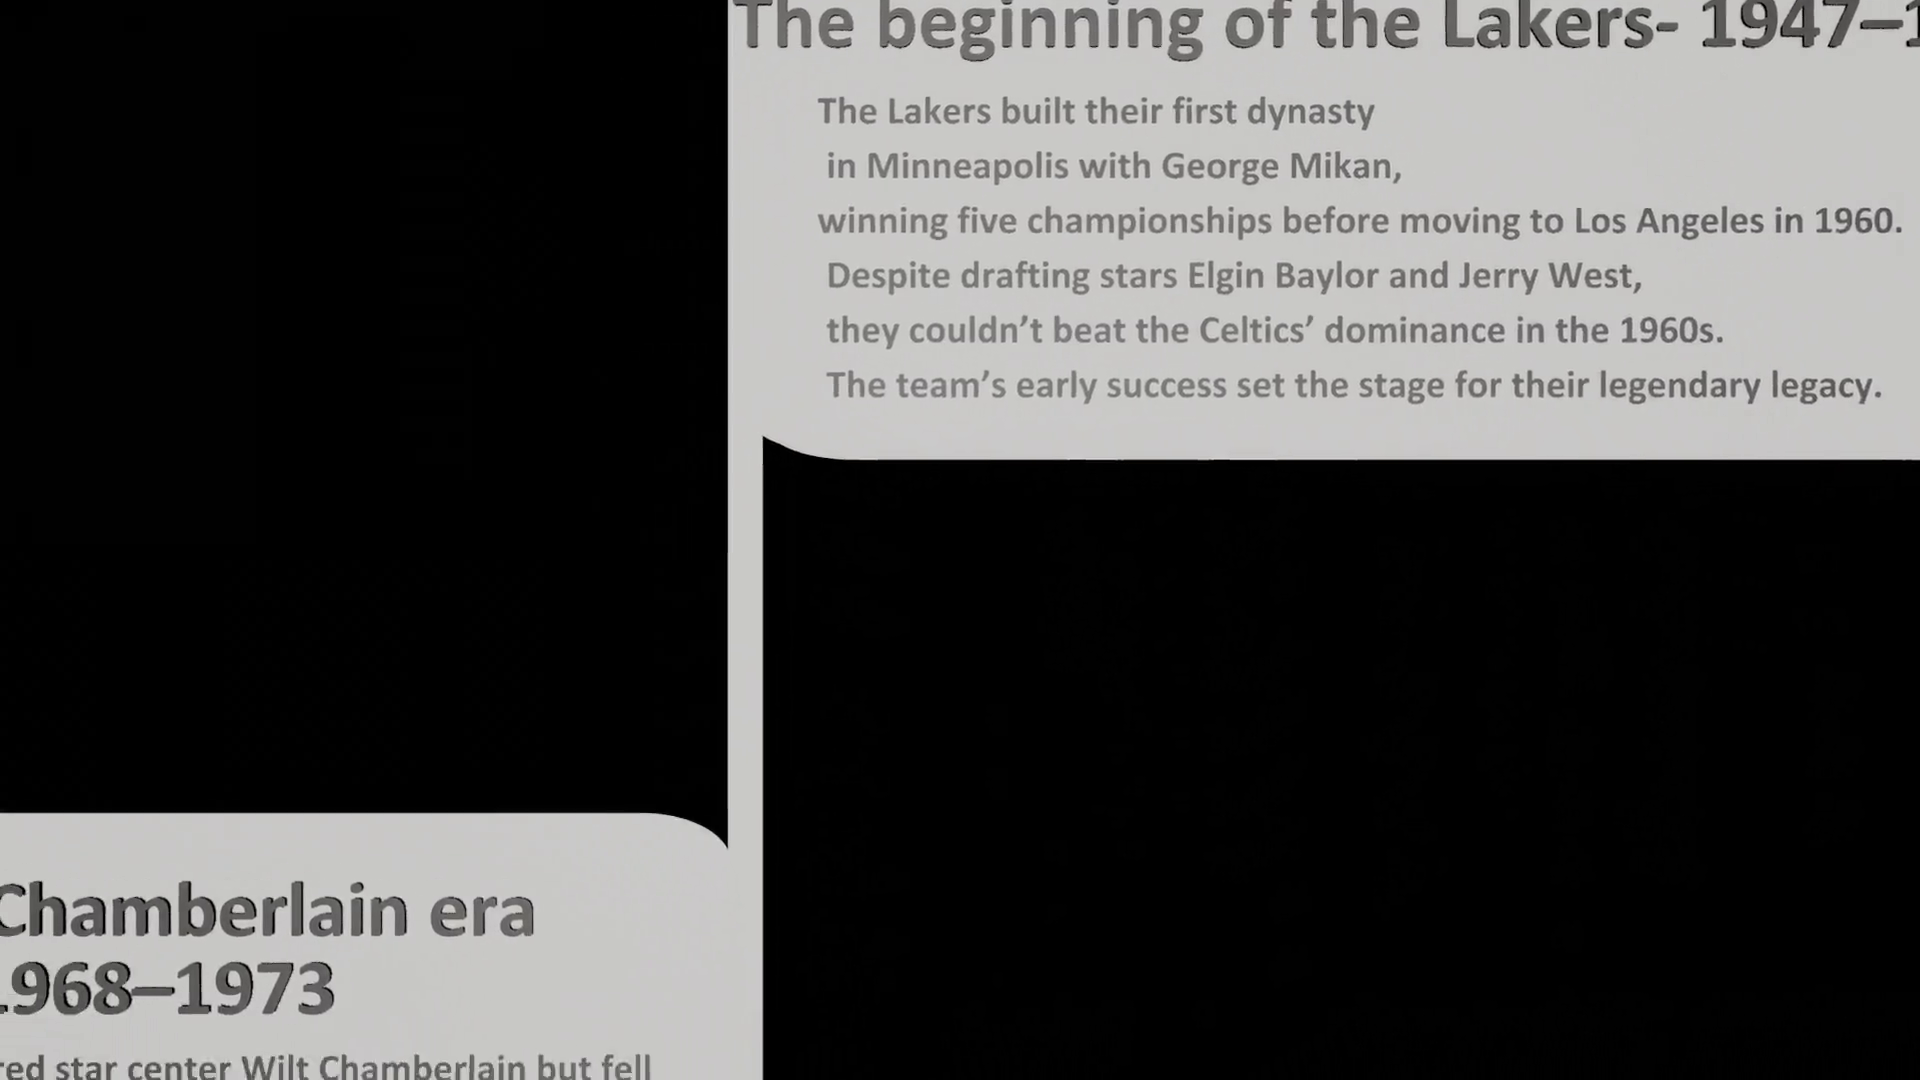 The beginning of the Lakers- 1947–1
The Lakers built their first dynasty
in Minneapolis with George Mikan,
winning five championships before moving to Los Angeles in 1960.
Despite drafting stars Elgin Baylor and Jerry West,
they couldn’t beat the Celtics’ dominance in the 1960s.
The team’s early success set the stage for their legendary legacy.
Chamberlain era
1968–1973
red star center Wilt Chamberlain but fell